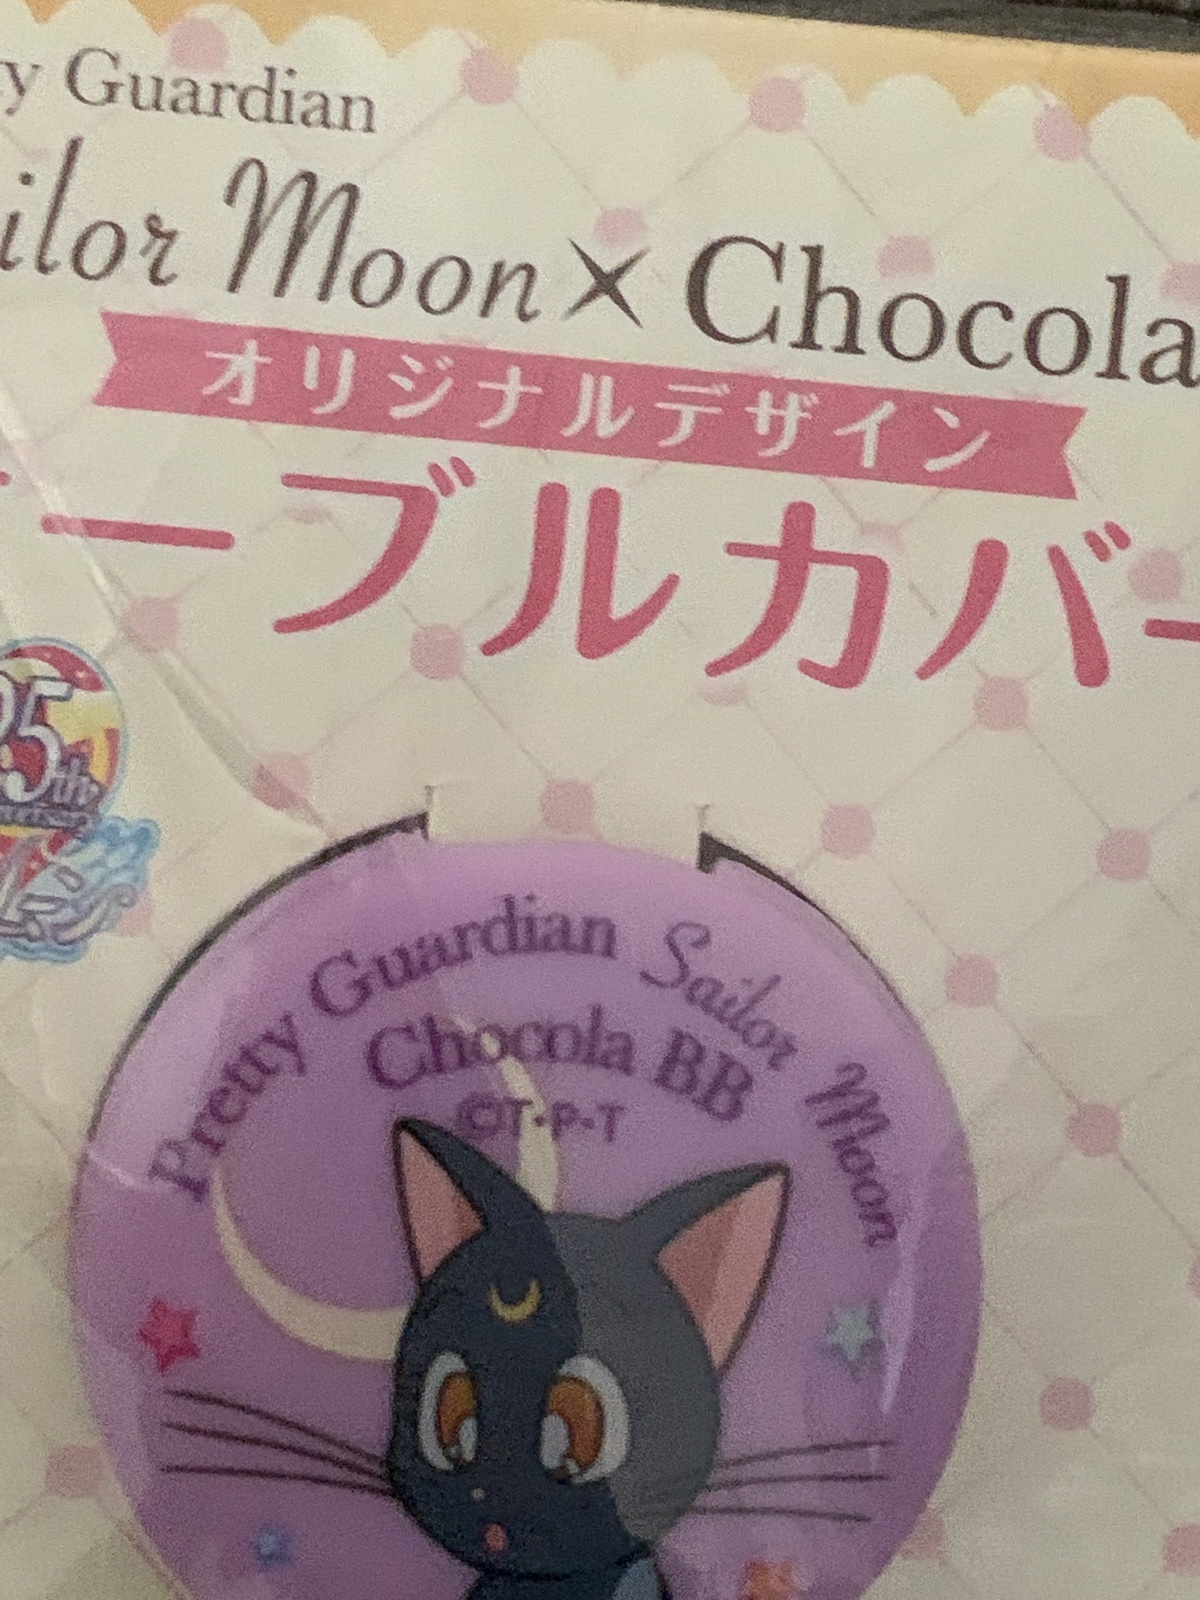 y Guardian
ilor Moon × Chocola
オリジナルデザイン
ーブルカバー
25th
Pretty Guardian Sailor Moon
Chocola BB
©T・P・T